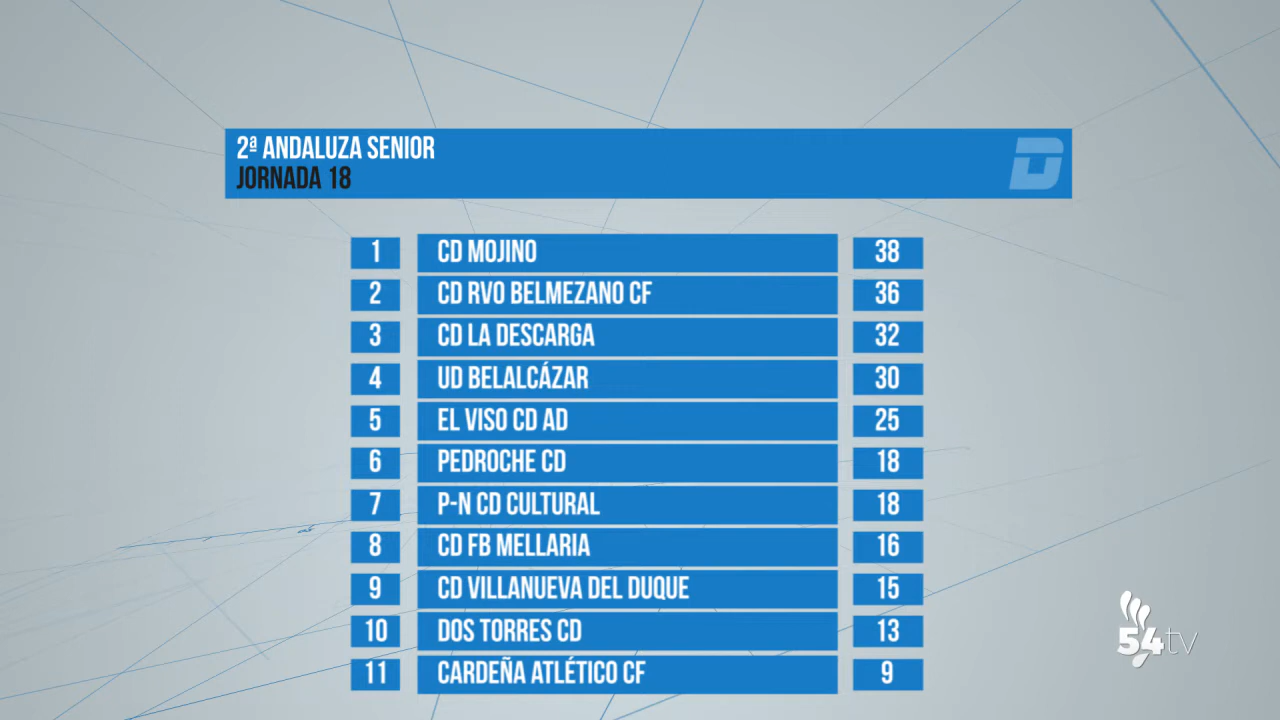 2ª ANDALUZA SENIOR
JORNADA 18
1 CD MOJINO 38
2 CD RVO BELMEZANO CF 36
3 CD LA DESCARGA 32
4 UD BELALCÁZAR 30
5 EL VISO CD AD 25
6 PEDROCHE CD 18
7 P-N CD CULTURAL 18
8 CD FB MELLARIA 16
9 CD VILLANUEVA DEL DUQUE 15
10 DOS TORRES CD 13
11 CARDEÑA ATLÉTICO CF 9
54tv